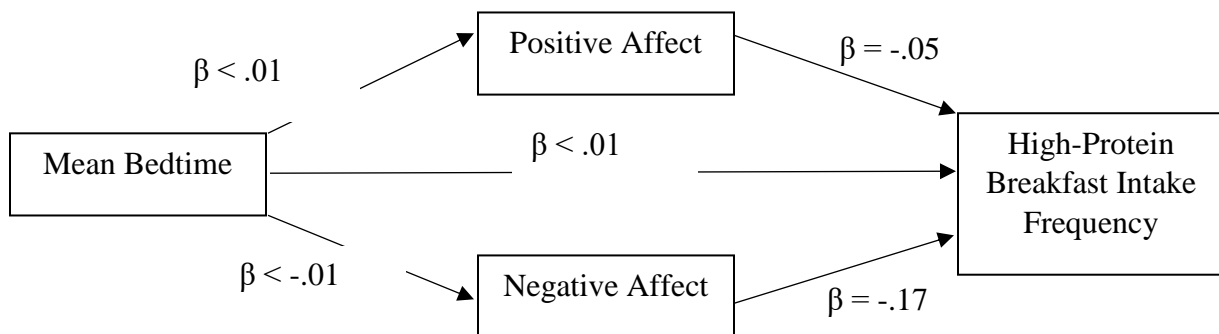 Positive Affect
β = -.05
β < .01
Mean Bedtime
β < .01
High-Protein
Breakfast Intake
Frequency
β < -.01
Negative Affect
β = -.17